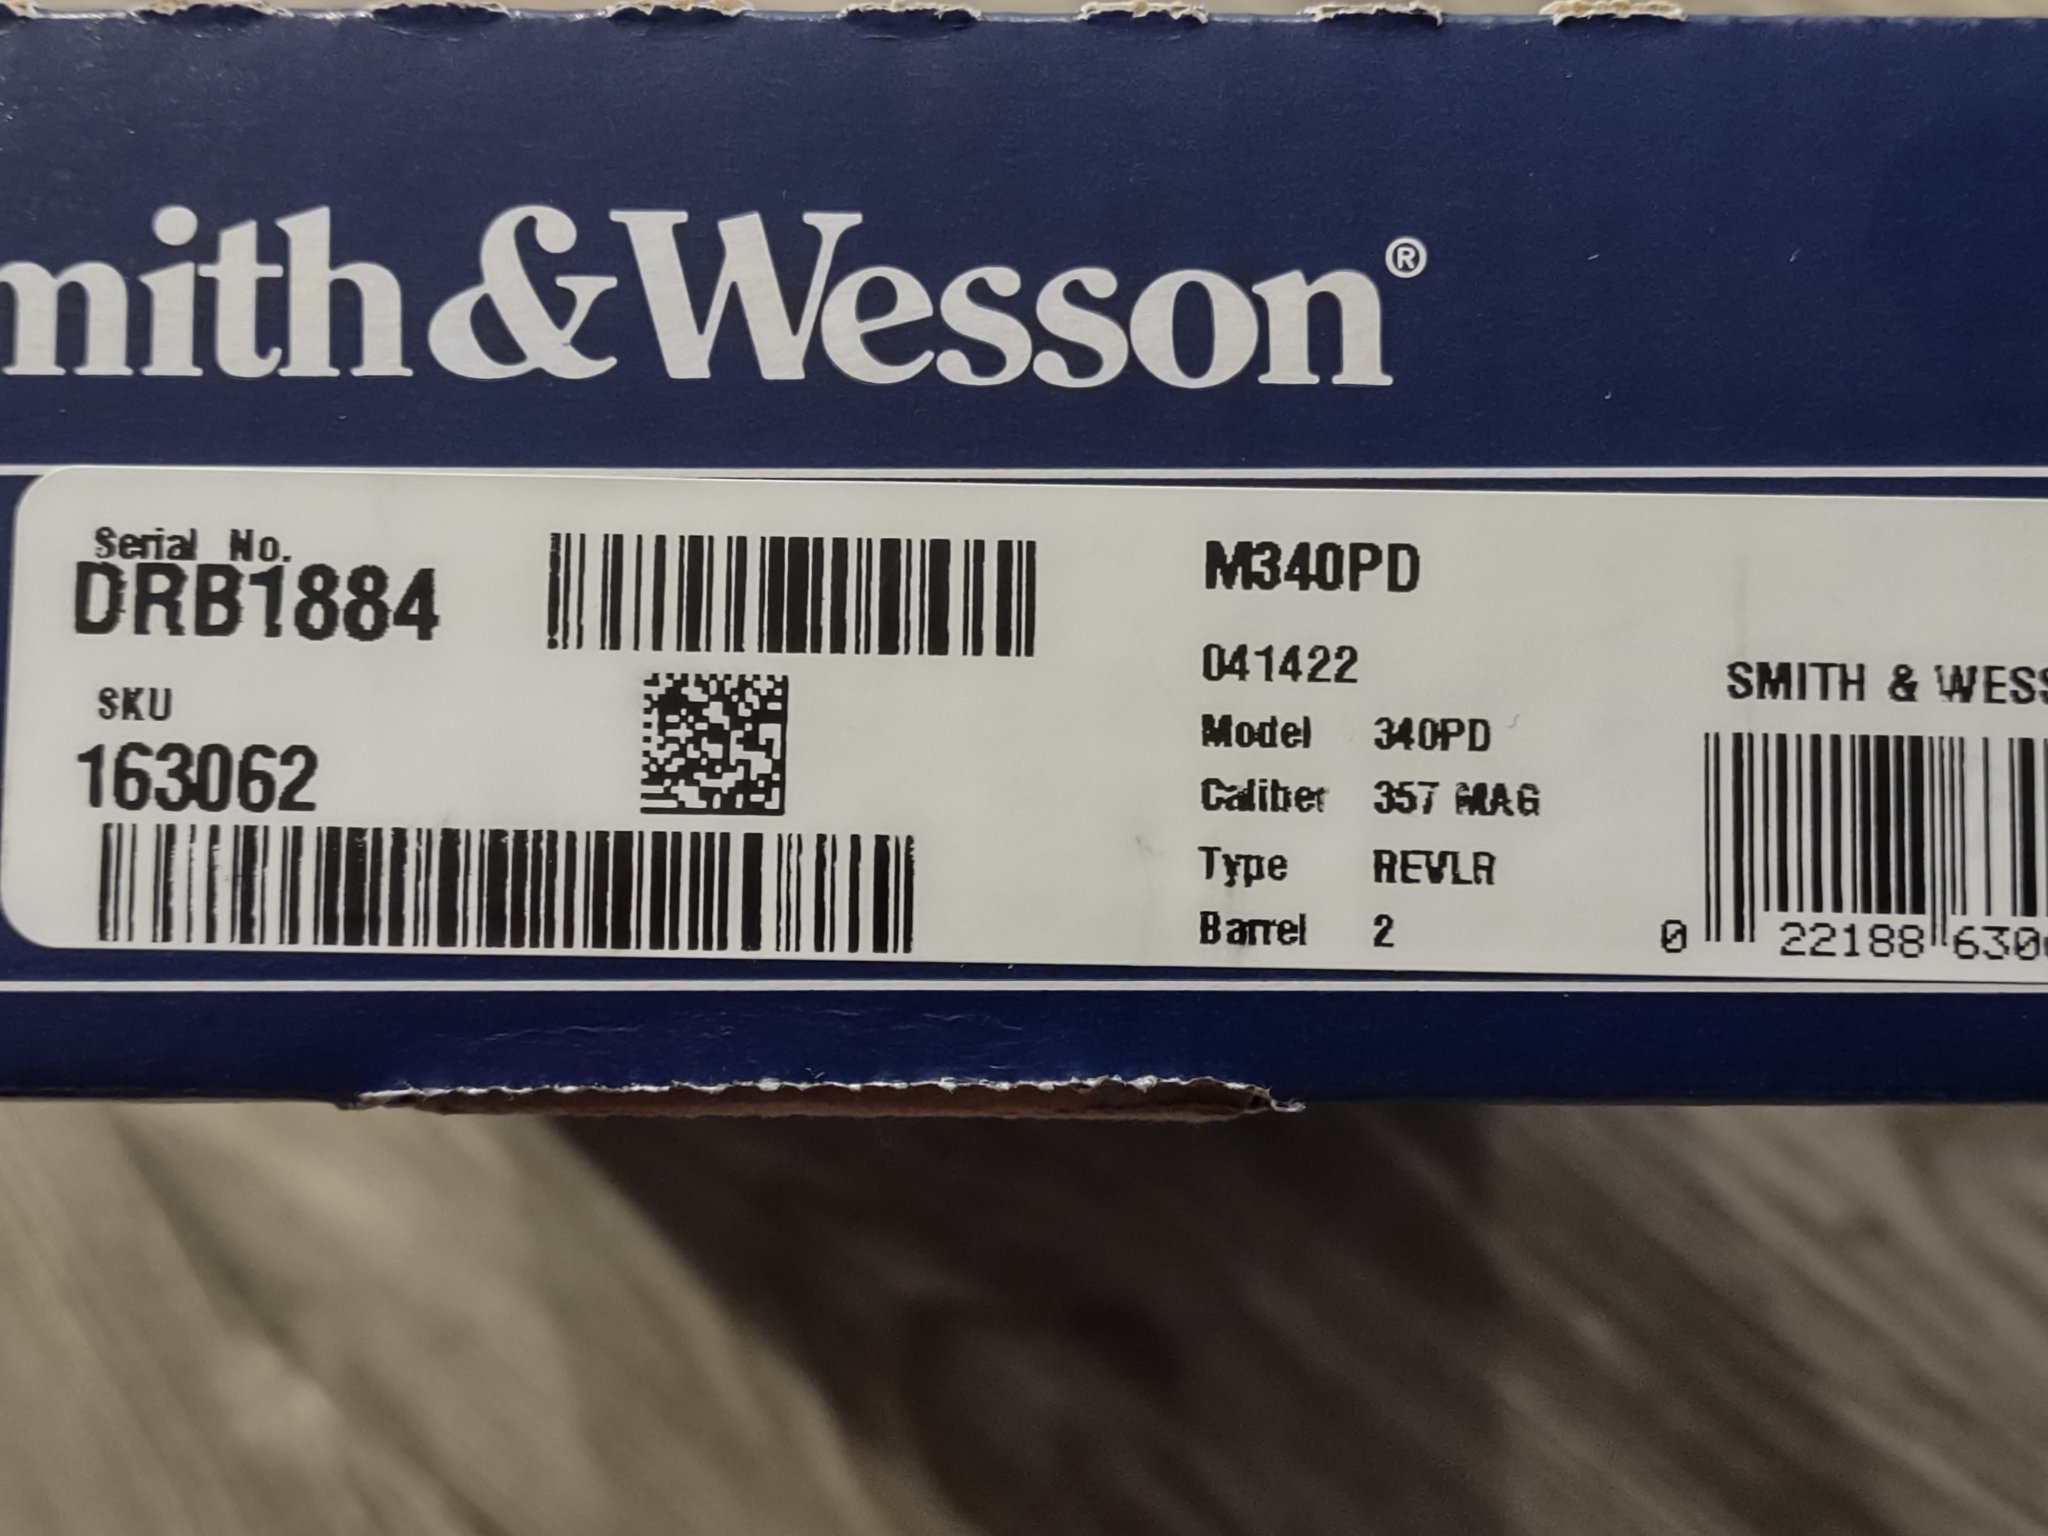 mith & Wesson®
Serial No.
DRB1884
SKU
163062
M340PD
041422
Model 340PD
Caliber 357 MAG
Type REVLR
Barrel 2
SMITH & WESS
0 22188 630